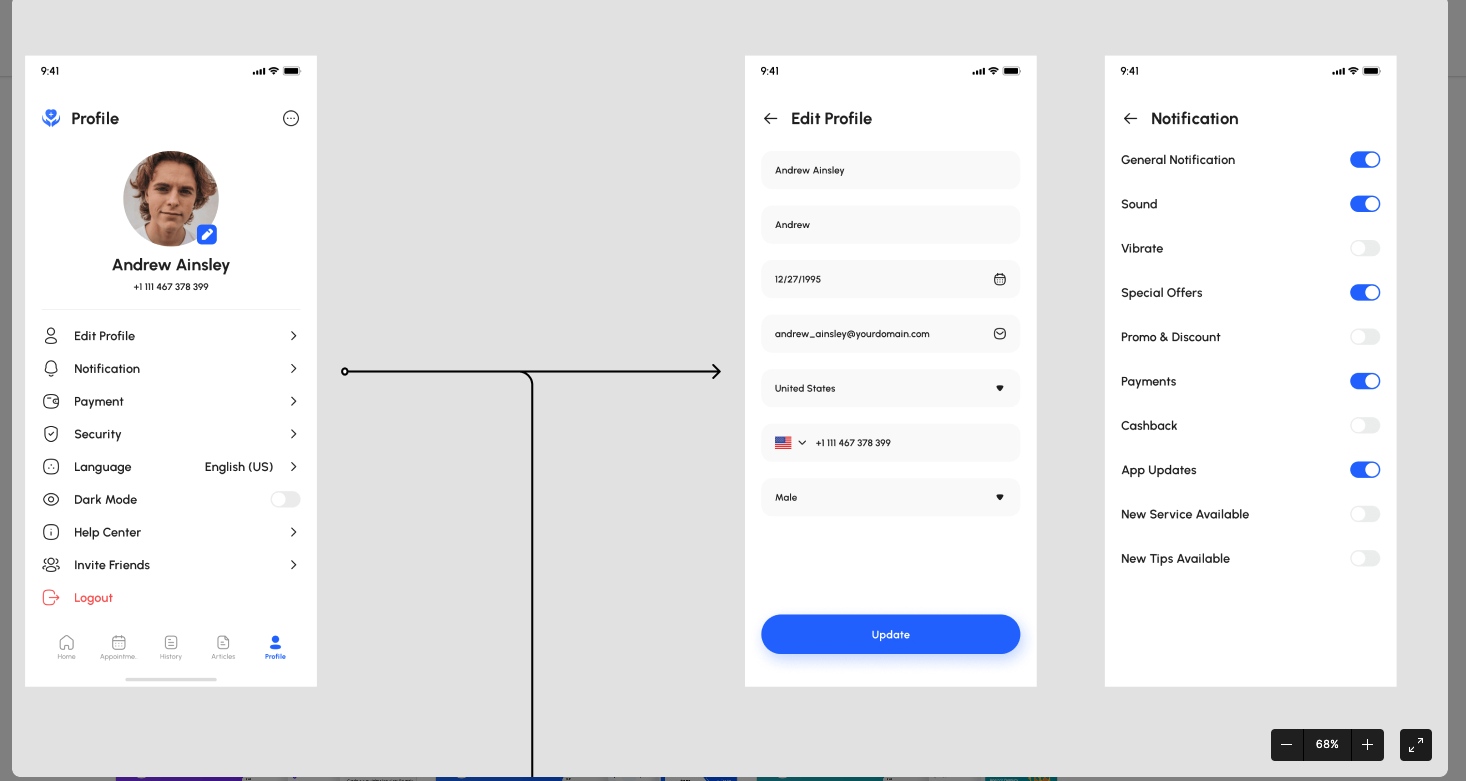 9:41
Profile
Andrew Ainsley
+1 111 467 378 399
Edit Profile
Notification
Payment
Security
Language English (US)
Dark Mode
Help Center
Invite Friends
Logout
Home Appointme. History Articles Profile
9:41
Edit Profile
Andrew Ainsley
Andrew
12/27/1995
andrew_ainsley@yourdomain.com
United States
+1 111 467 378 399
Male
Update
9:41
Notification
General Notification
Sound
Vibrate
Special Offers
Promo & Discount
Payments
Cashback
App Updates
New Service Available
New Tips Available
68%